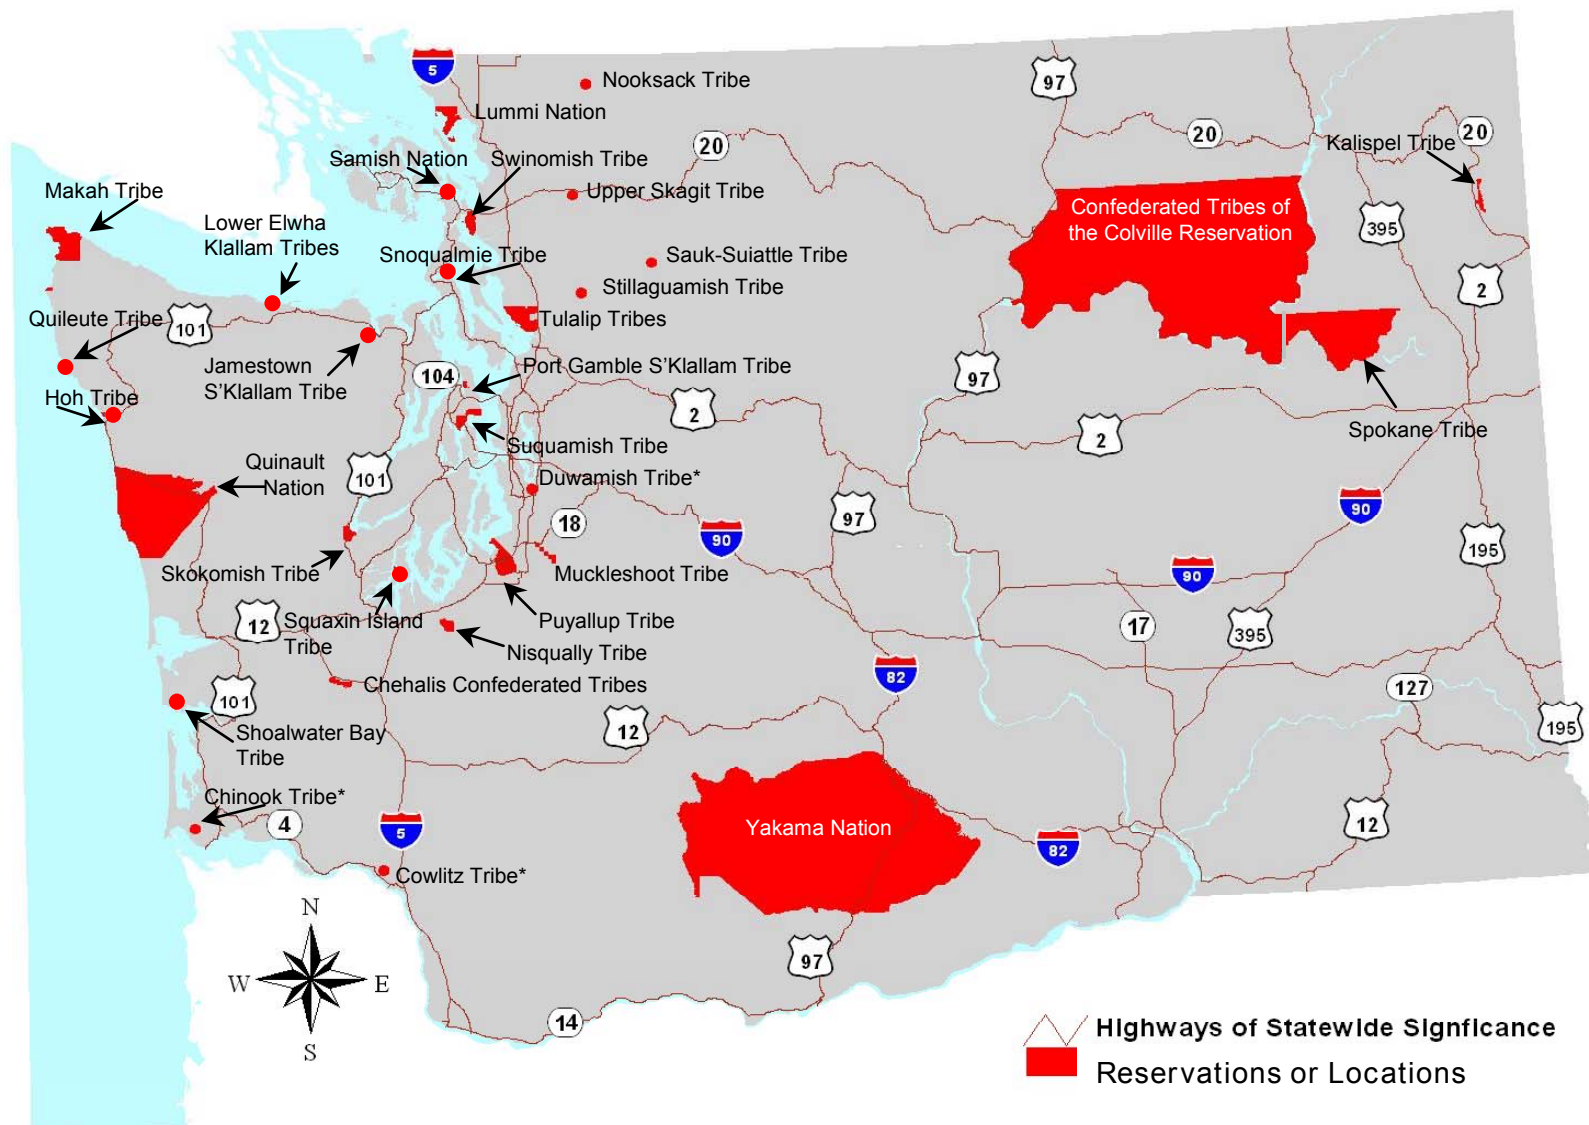 5
Nooksack Tribe
97
Lummi Nation
20
20
20
Kalispel Tribe
Samish Nation
Swinomish Tribe
Makah Tribe
Upper Skagit Tribe
Lower Elwha
Klallam Tribes
Confederated Tribes of
the Colville Reservation
395
Snoqualmie Tribe
Sauk-Suiattle Tribe
2
Stillaguamish Tribe
Quileute Tribe
101
Tulalip Tribes
Jamestown
S'Klallam Tribe
104
Port Gamble S'Klallam Tribe
97
Hoh Tribe
2
2
Spokane Tribe
Suquamish Tribe
Quinault
Nation
101
Duwamish Tribe*
18
97
90
90
195
Skokomish Tribe
Muckleshoot Tribe
90
12
Squaxin Island
Tribe
Puyallup Tribe
17
395
Nisqually Tribe
82
Chehalis Confederated Tribes
127
101
12
195
Shoalwater Bay
Tribe
Chinook Tribe*
4
5
Yakama Nation
82
12
Cowlitz Tribe*
N
W
E
S
97
14
Highways of Statewide Signficance
Reservations or Locations